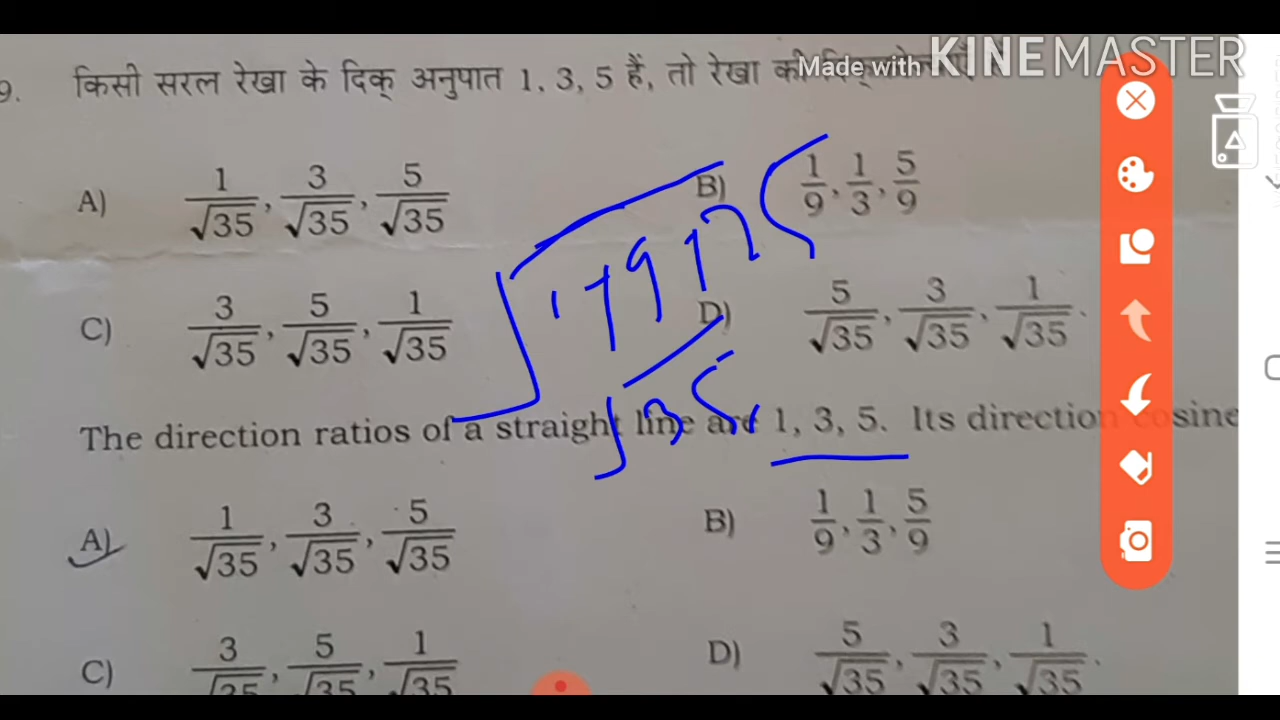 Made with KINEMASTER
9. किसी सरल रेखा के दिक् अनुपात 1, 3, 5 हैं, तो रेखा की
A) 1/√35, 3/√35, 5/√35 B) 1/9, 1/3, 5/9
C) 3/√35, 5/√35, 1/√35 D) 5/√35, 3/√35, 1/√35.
√35
The direction ratios of a straight line are 1, 3, 5. Its direction cosine
A) 1/√35, 3/√35, 5/√35 B) 1/9, 1/3, 5/9
C) 3/√35, 5/√35, 1/√35 D) 5/√35, 3/√35, 1/√35.